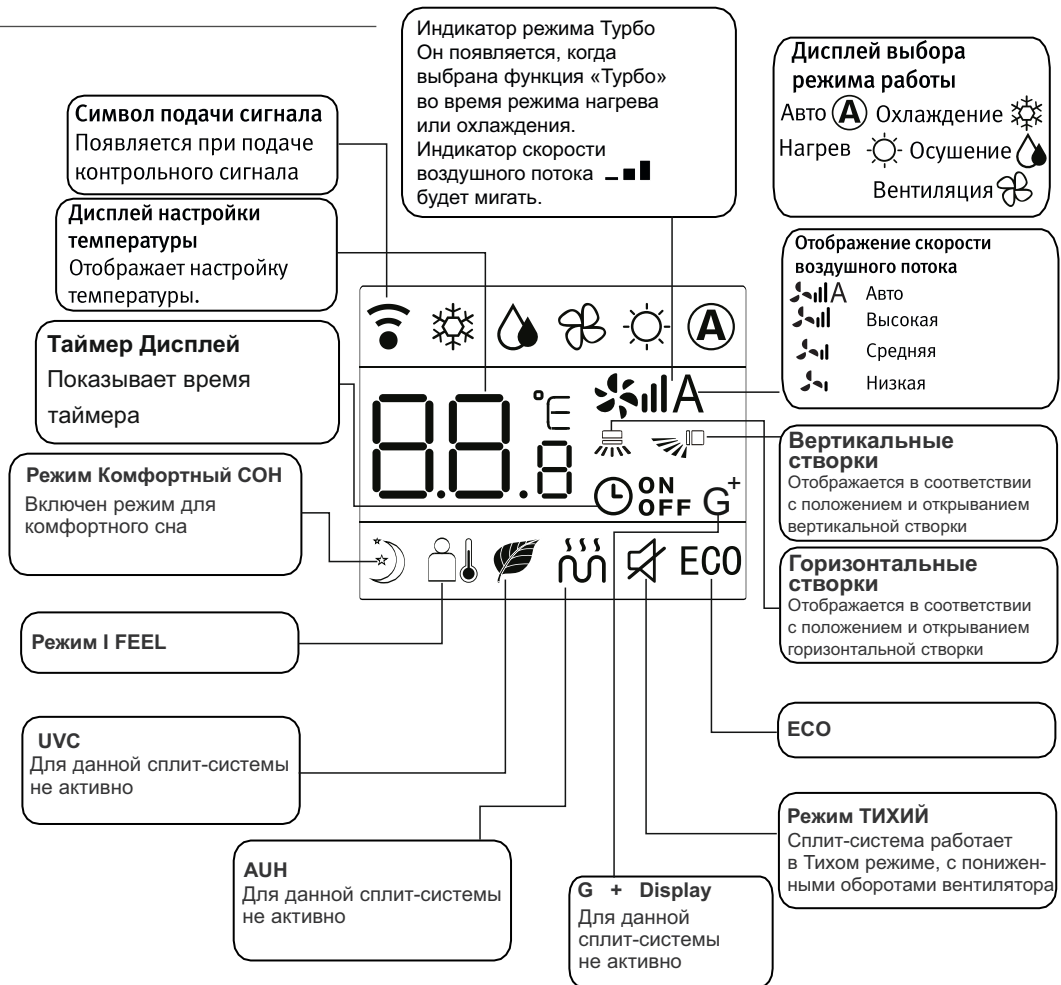 Индикатор режима Турбо
Он появляется, когда
выбрана функция «Турбо»
во время режима нагрева
или охлаждения.
Индикатор скорости
воздушного потока
будет мигать.
Дисплей выбора
режима работы
Авто A Охлаждение
Нагрев Осушение
Вентиляция
Символ подачи сигнала
Появляется при подаче
контрольного сигнала
Дисплей настройки
температуры
Отображает настройку
температуры.
Таймер Дисплей
Показывает время
таймера
Режим Комфортный СОН
Включен режим для
комфортного сна
Режим I FEEL
UVC
Для данной сплит-системы
не активно
AUH
Для данной сплит-системы
не активно
A
88.8 °E A
ON
OFF G+
ECO
Отображение скорости
воздушного потока
A Авто
Высокая
Средняя
Низкая
Вертикальные
створки
Отображается в соответствии
с положением и открыванием
вертикальной створки
Горизонтальные
створки
Отображается в соответствии
с положением и открыванием
горизонтальной створки
ECO
Режим ТИХИЙ
Сплит-система работает
в Тихом режиме, с понижен-
ными оборотами вентилятора
G + Display
Для данной
сплит-системы
не активно